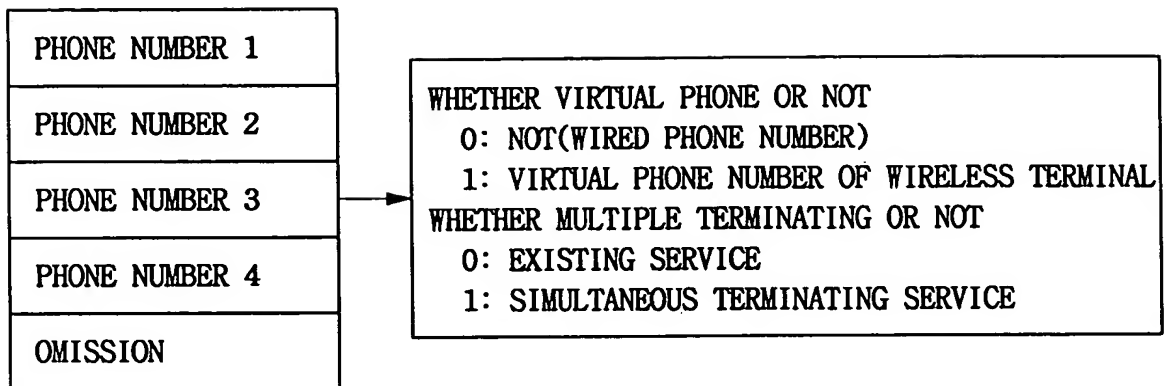 PHONE NUMBER 1
PHONE NUMBER 2
PHONE NUMBER 3
PHONE NUMBER 4
OMISSION
WHETHER VIRTUAL PHONE OR NOT
0: NOT(WIRED PHONE NUMBER)
1: VIRTUAL PHONE NUMBER OF WIRELESS TERMINAL
WHETHER MULTIPLE TERMINATING OR NOT
0: EXISTING SERVICE
1: SIMULTANEOUS TERMINATING SERVICE